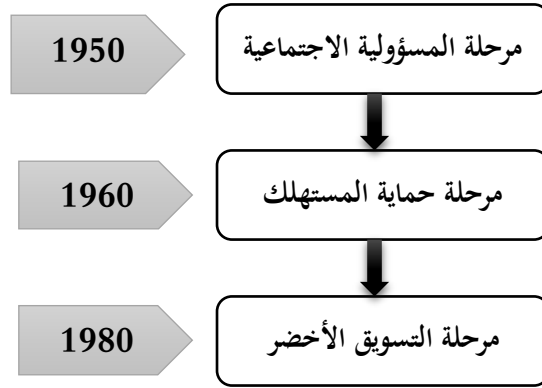 1950
مرحلة المسؤولية الاجتماعية
1960
مرحلة حماية المستهلك
1980
مرحلة التسويق الأخضر